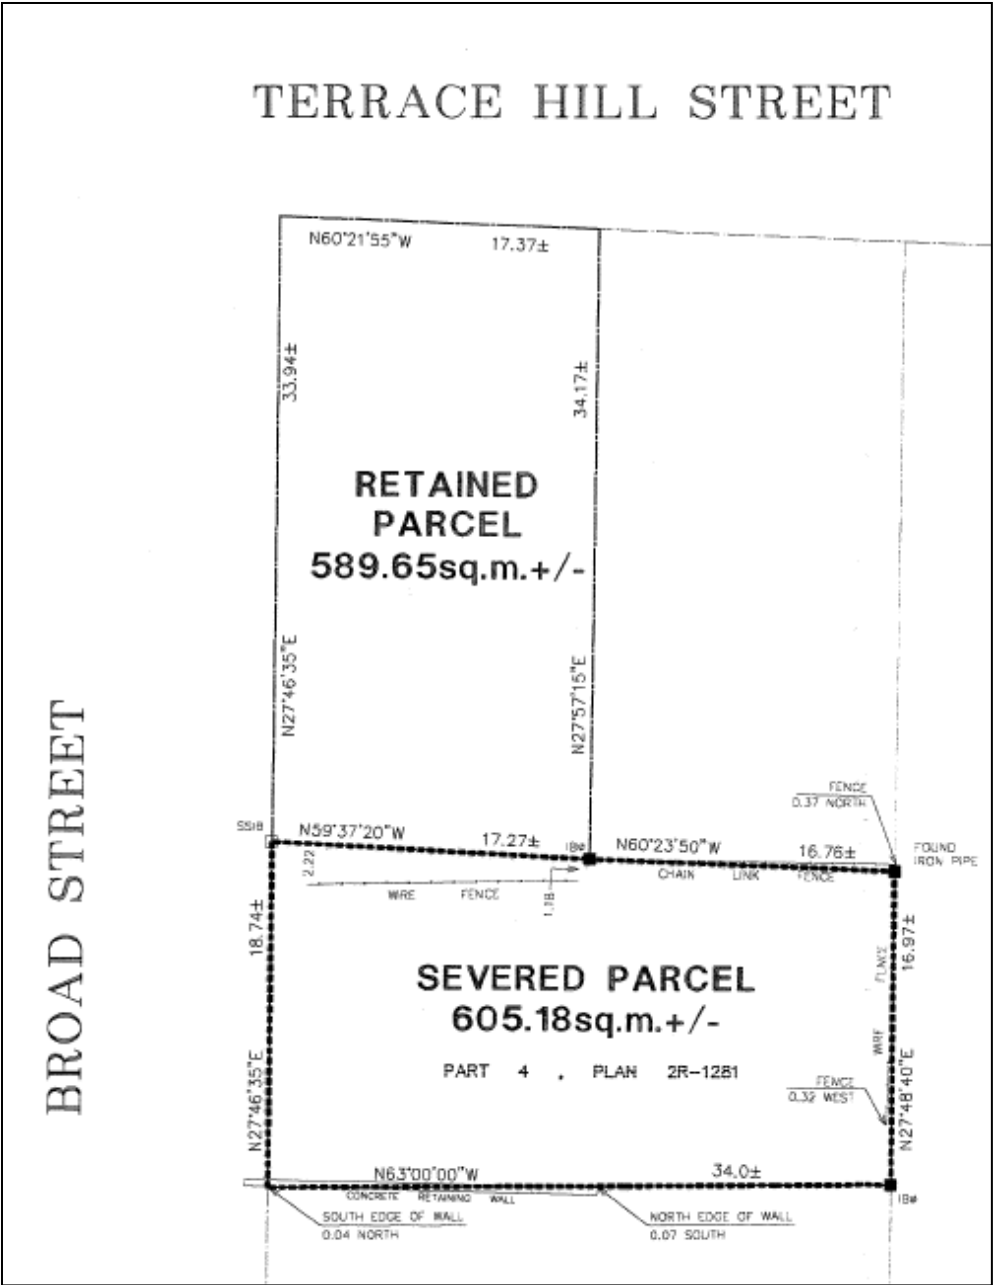 TERRACE HILL STREET
N60°21'55"W 17.37±
33.94±
34.17±
RETAINED
PARCEL
589.65sq.m.+/-
N27°46'35"E
N27°57'15"E
BROAD STREET
FENCE
0.37 NORTH
SSIB
N59°37'20"W 17.27±
IBø
N60°23'50"W 16.76±
FOUND
IRON PIPE
CHAIN LINK FENCE
2.22
WIRE FENCE
1.18
18.74±
16.97±
SEVERED PARCEL
605.18sq.m.+/-
PART 4 , PLAN 2R-1281
WIRE FENCE
FENCE
0.32 WEST
N27°46'35"E
N27°48'40"E
N63°00'00"W 34.0±
CONCRETE RETAINING WALL
IBø
SOUTH EDGE OF WALL
0.04 NORTH
NORTH EDGE OF WALL
0.07 SOUTH